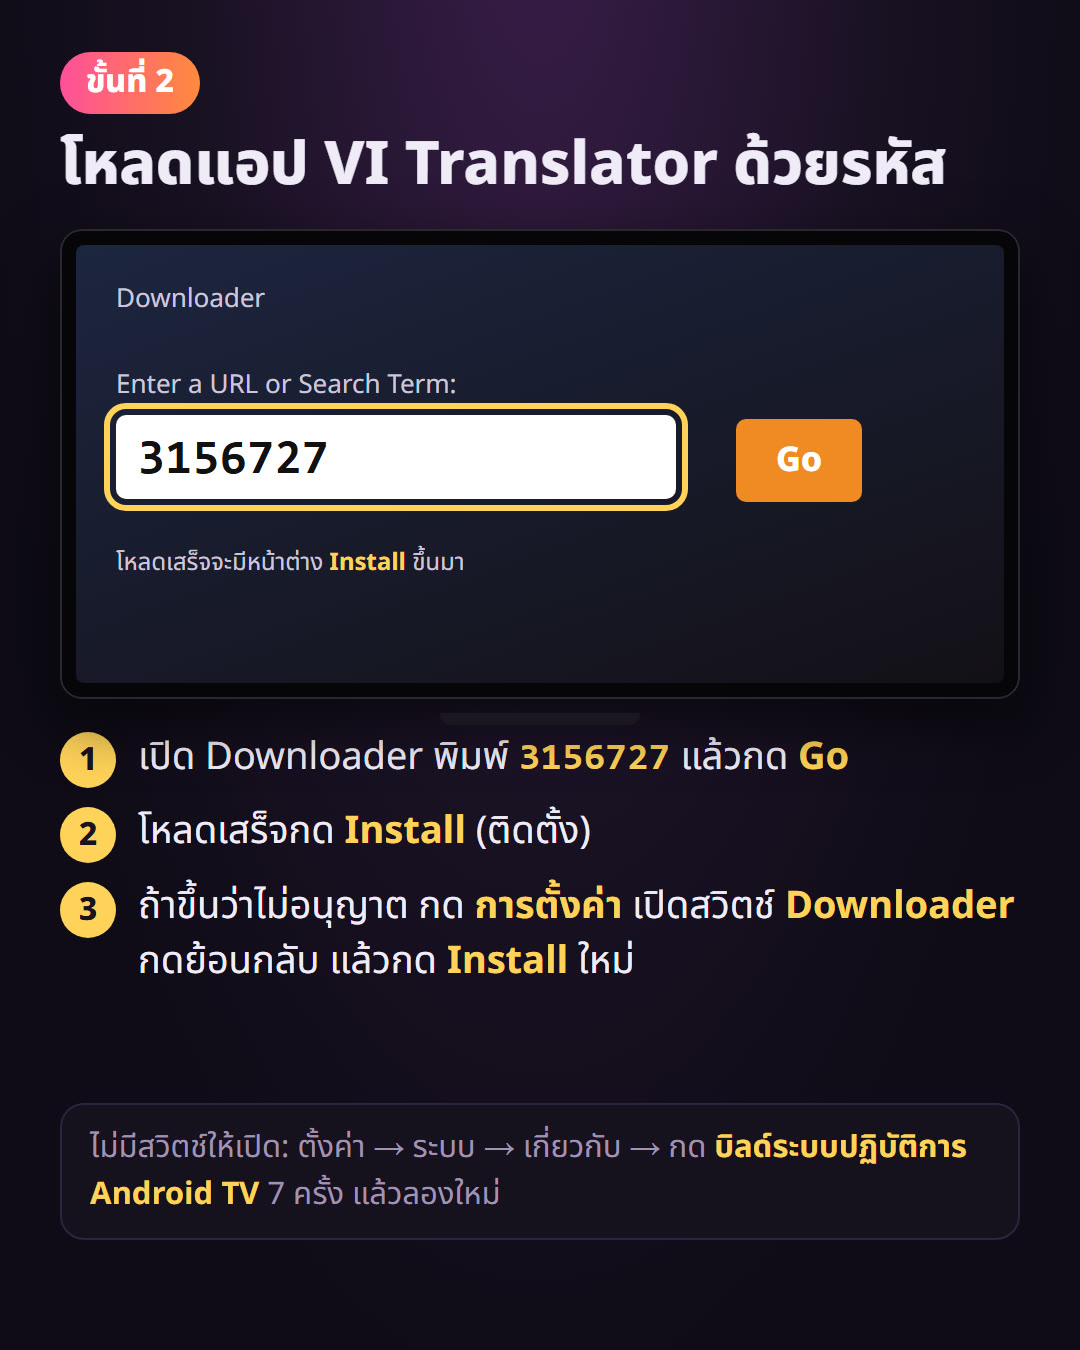 ขั้นที่ 2
โหลดแอป VI Translator ด้วยรหัส
Downloader
Enter a URL or Search Term:
3156727
Go
โหลดเสร็จจะมีหน้าต่าง Install ขึ้นมา
1 เปิด Downloader พิมพ์ 3156727 แล้วกด Go
2 โหลดเสร็จกด Install (ติดตั้ง)
3 ถ้าขึ้นว่าไม่อนุญาต กด การตั้งค่า เปิดสวิตช์ Downloader
กดย้อนกลับ แล้วกด Install ใหม่
ไม่มีสวิตช์ให้เปิด: ตั้งค่า → ระบบ → เกี่ยวกับ → กด บิลด์ระบบปฏิบัติการ
Android TV 7 ครั้ง แล้วลองใหม่